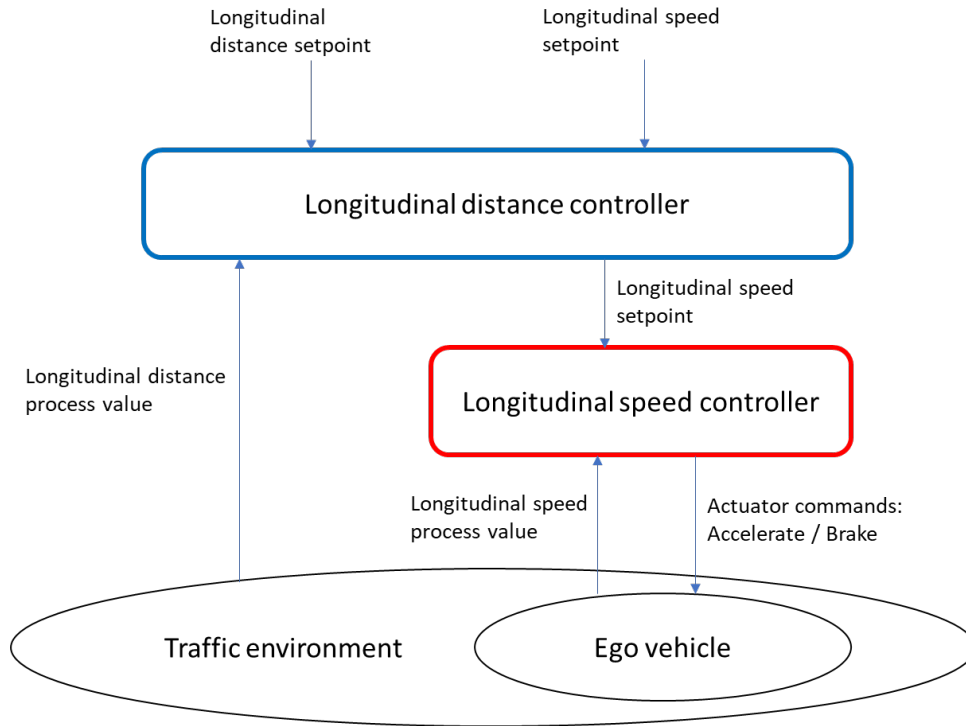 Longitudinal
distance setpoint
Longitudinal speed
setpoint
Longitudinal distance controller
Longitudinal speed
setpoint
Longitudinal distance
process value
Longitudinal speed controller
Longitudinal speed
process value
Actuator commands:
Accelerate / Brake
Traffic environment
Ego vehicle